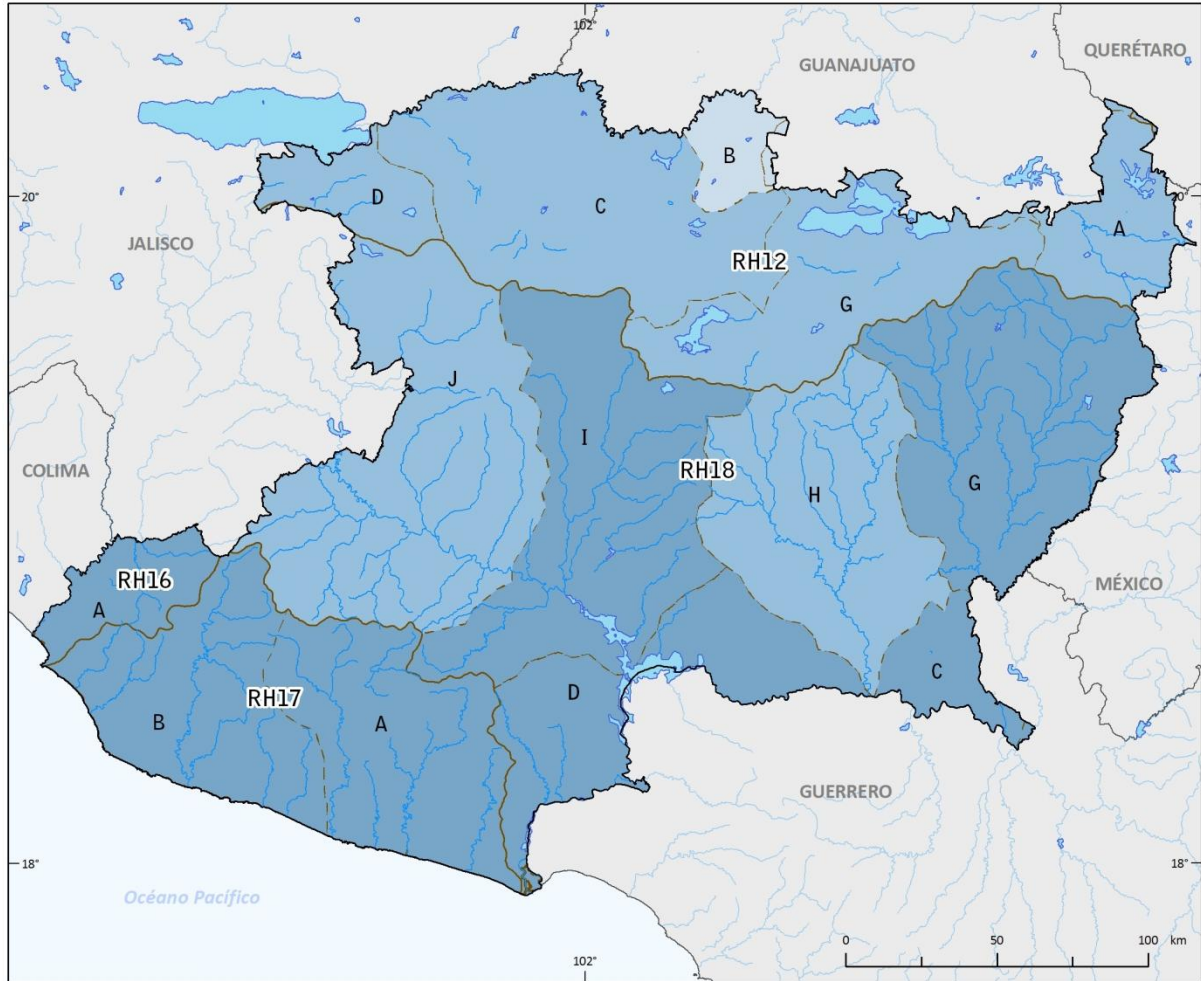 102°
QUERÉTARO
GUANAJUATO
B
20°
D
C
20°
A
JALISCO
RH12
G
J
I
COLIMA
RH18
H
G
RH16
MÉXICO
A
C
D
RH17
B
A
GUERRERO
18°
18°
Océano Pacífico
0 50 100 km
102°